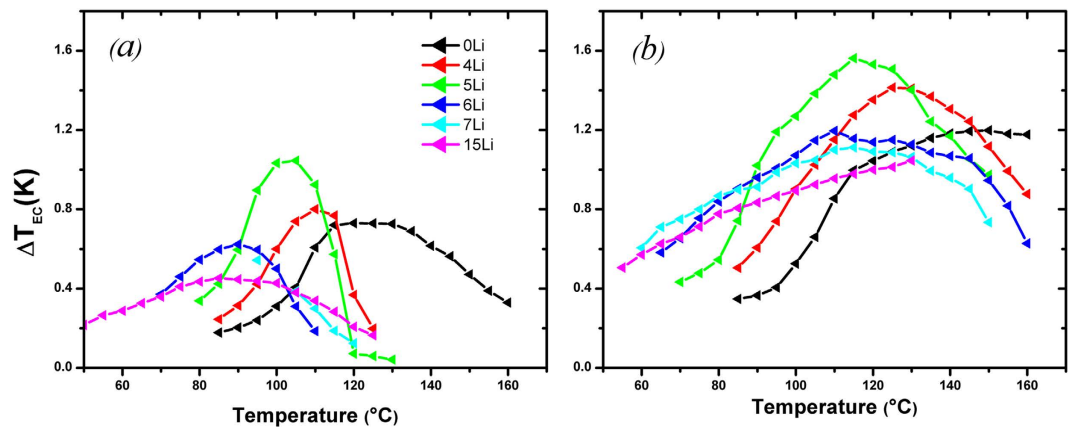 (a)
(b)
0Li
4Li
5Li
6Li
7Li
15Li
ΔT_EC(K)
1.6
1.2
0.8
0.4
0.0
1.6
1.2
0.8
0.4
0.0
60 80 100 120 140 160
60 80 100 120 140 160
Temperature (°C)
Temperature (°C)